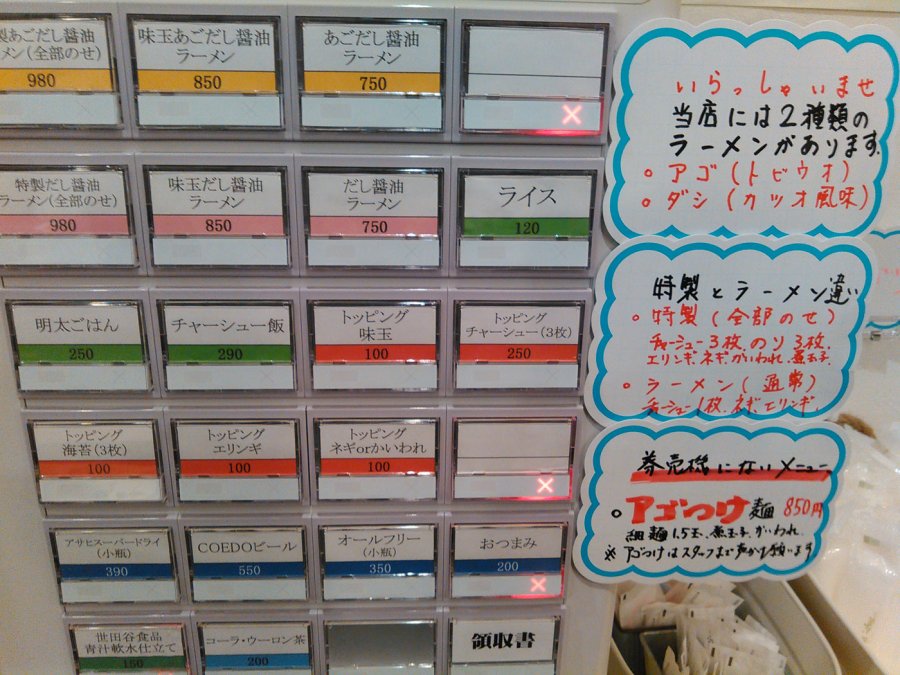 製あごだし醤油
ーメン(全部のせ)
980
味玉あごだし醤油
ラーメン
850
あごだし醤油
ラーメン
750
特製だし醤油
ラーメン(全部のせ)
980
味玉だし醤油
ラーメン
850
だし醤油
ラーメン
750
ライス
120
明太ごはん
250
チャーシュー飯
290
トッピング
味玉
100
トッピング
チャーシュー(3枚)
250
トッピング
海苔(3枚)
100
トッピング
エリンギ
100
トッピング
ネギorかいわれ
100
アサヒスーパードライ
(小瓶)
390
COEDOビール
550
オールフリー
(小瓶)
350
おつまみ
200
世田谷食品
青汁軟水仕立て
150
コーラ・ウーロン茶
200
領収書
いらっしゃいませ
当店には2種類の
ラーメンがあります。
○ アゴ(トビウオ)
○ ダシ(カツオ風味)
特製とラーメン違い
○ 特製(全部のせ)
チャーシュー3枚、のり3枚、
エリンギ、ネギ、かいわれ、煮玉子、
○ ラーメン(通常)
チャーシュー1枚、ネギ、エリンギ、
券売機にないメニュー
○ アゴつけ麺 850円
細麺1.5玉、煮玉子、かいわれ
※ アゴつけはスタッフまで声かけ願います